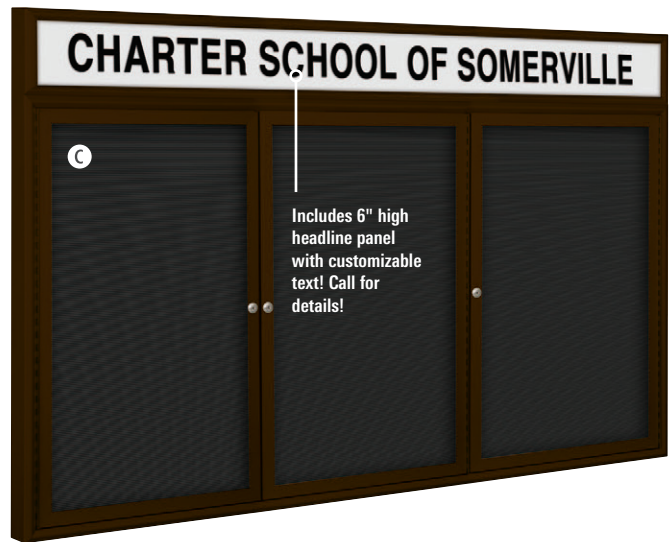 CHARTER SCHOOL OF SOMERVILLE
C
Includes 6" high
headline panel
with customizable
text! Call for
details!